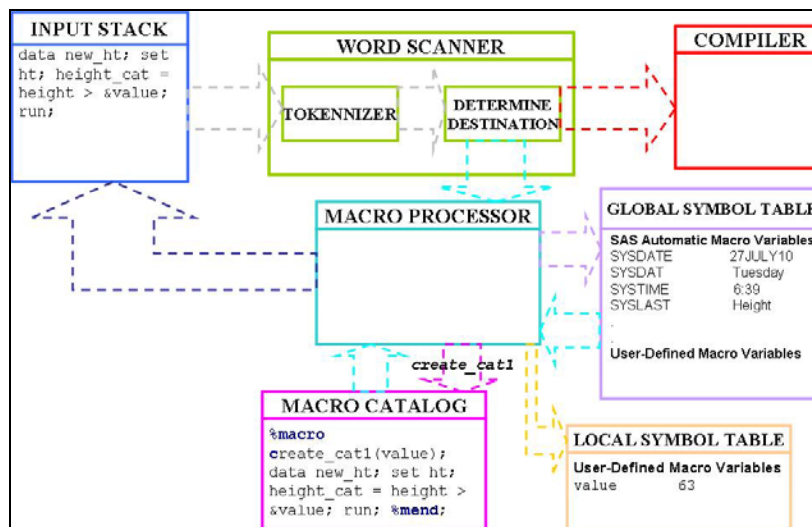 INPUT STACK
data new_ht; set
ht; height_cat =
height > &value;
run;
WORD SCANNER
TOKENNIZER
DETERMINE
DESTINATION
COMPILER
MACRO PROCESSOR
GLOBAL SYMBOL TABLE
SAS Automatic Macro Variables
SYSDATE 27JULY10
SYSDAT Tuesday
SYSTIME 6:39
SYSLAST Height
.
.
User-Defined Macro Variables
create_cat1
MACRO CATALOG
%macro
create_cat1(value);
data new_ht; set ht;
height_cat = height >
&value; run; %mend;
LOCAL SYMBOL TABLE
User-Defined Macro Variables
value 63